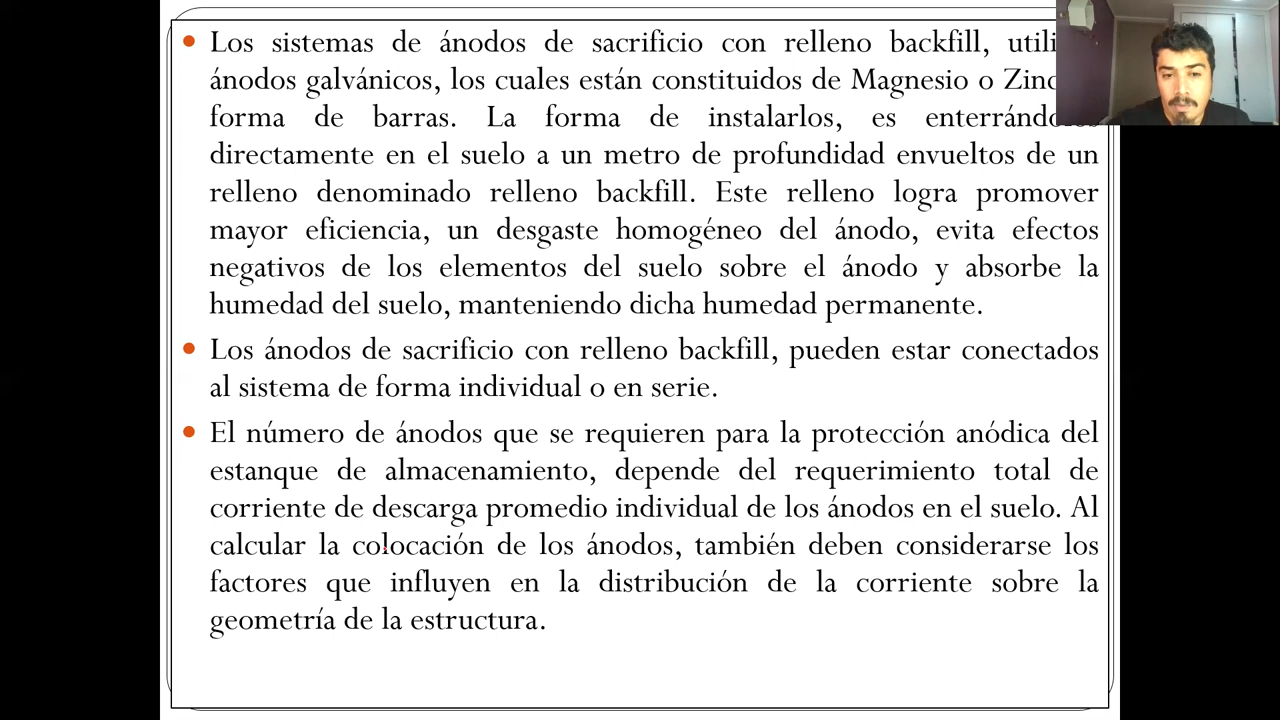 Los sistemas de ánodos de sacrificio con relleno backfill,
ánodos galvánicos, los cuales están constituidos de Magnesio o
forma de barras. La forma de instalarlos, es
directamente en el suelo a un metro de profundidad envueltos de un
relleno denominado relleno backfill. Este relleno logra promover
mayor eficiencia, un desgaste homogéneo del ánodo, evita efectos
negativos de los elementos del suelo sobre el ánodo y absorbe la
humedad del suelo, manteniendo dicha humedad permanente.
Los ánodos de sacrificio con relleno backfill, pueden estar conectados
al sistema de forma individual o en serie.
El número de ánodos que se requieren para la protección anódica del
estanque de almacenamiento, depende del requerimiento total de
corriente de descarga promedio individual de los ánodos en el suelo. Al
calcular la colocación de los ánodos, también deben considerarse los
factores que influyen en la distribución de la corriente sobre la
geometría de la estructura.